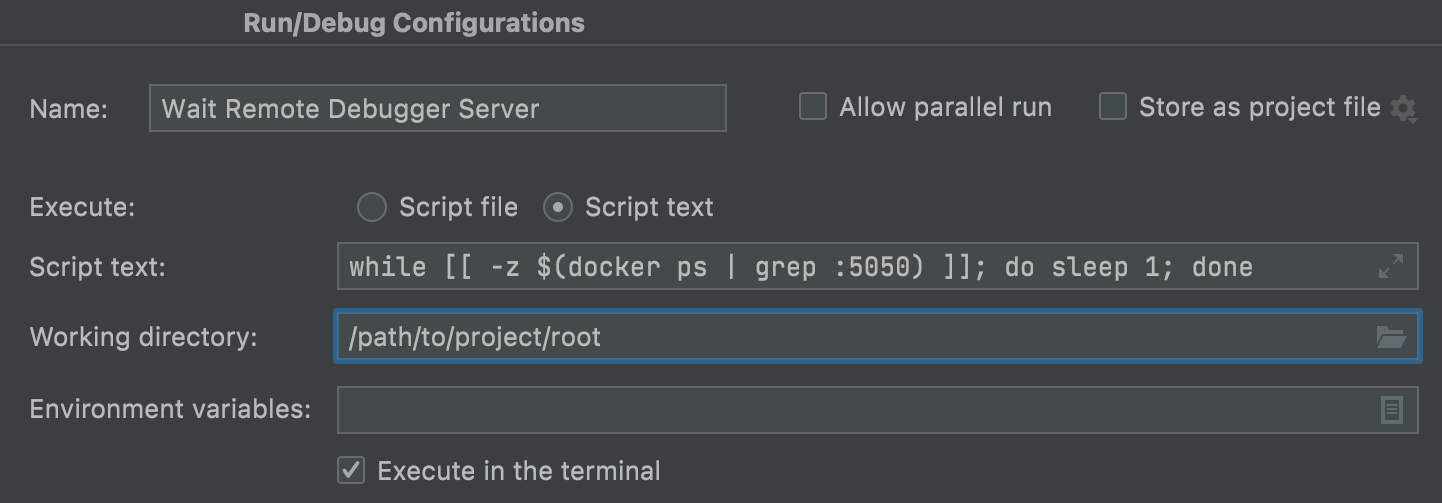 Run/Debug Configurations
Name: Wait Remote Debugger Server Allow parallel run Store as project file
Execute: Script file Script text
Script text: while [[ -z $(docker ps | grep :5050) ]]; do sleep 1; done
Working directory: /path/to/project/root
Environment variables:
Execute in the terminal